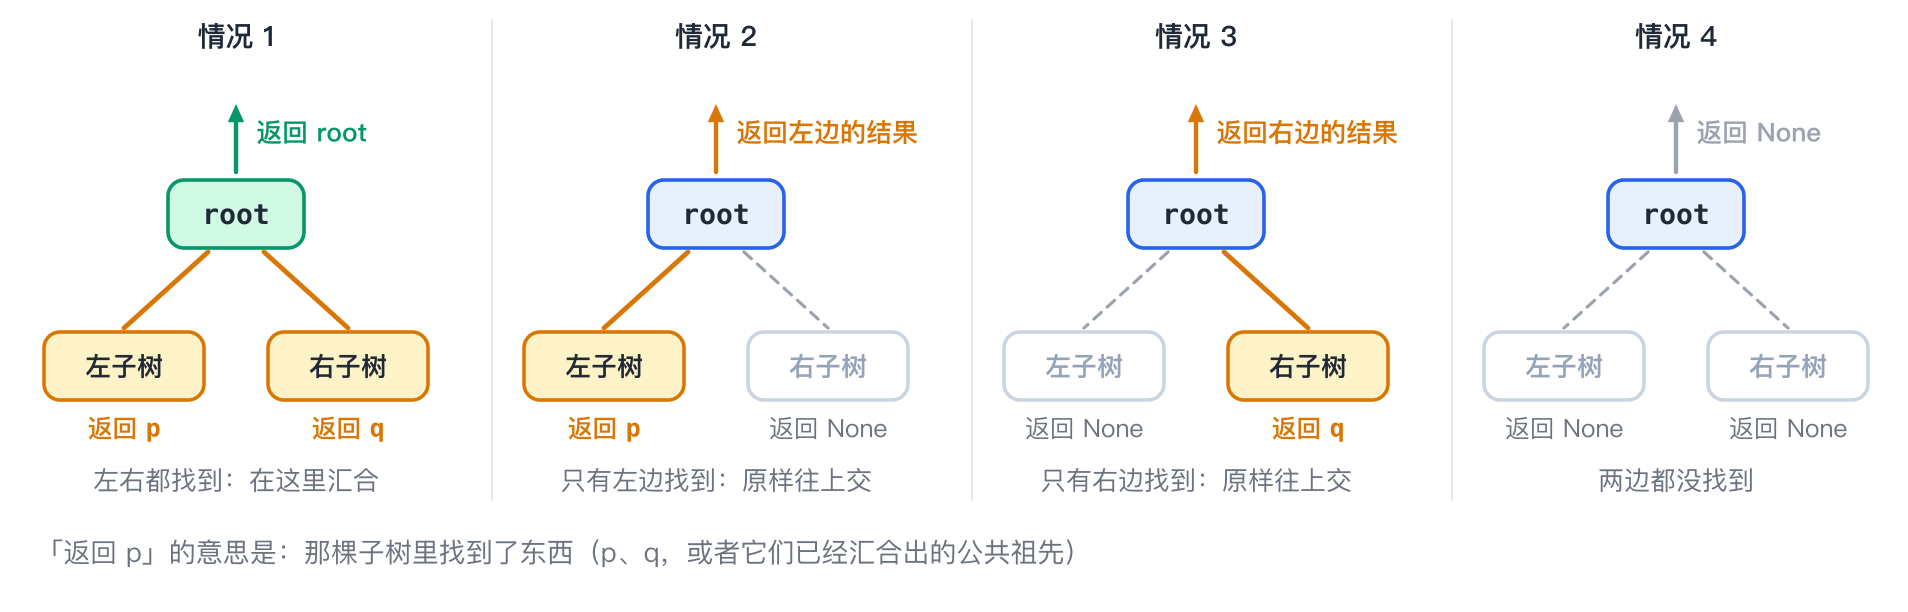 情况 1
返回 root
root
左子树
右子树
返回 p
返回 q
左右都找到：在这里汇合
情况 2
返回左边的结果
root
左子树
右子树
返回 p
返回 None
只有左边找到：原样往上交
情况 3
返回右边的结果
root
左子树
右子树
返回 None
返回 q
只有右边找到：原样往上交
情况 4
返回 None
root
左子树
右子树
返回 None
返回 None
两边都没找到
「返回 p」的意思是：那棵子树里找到了东西（p、q，或者它们已经汇合出的公共祖先）